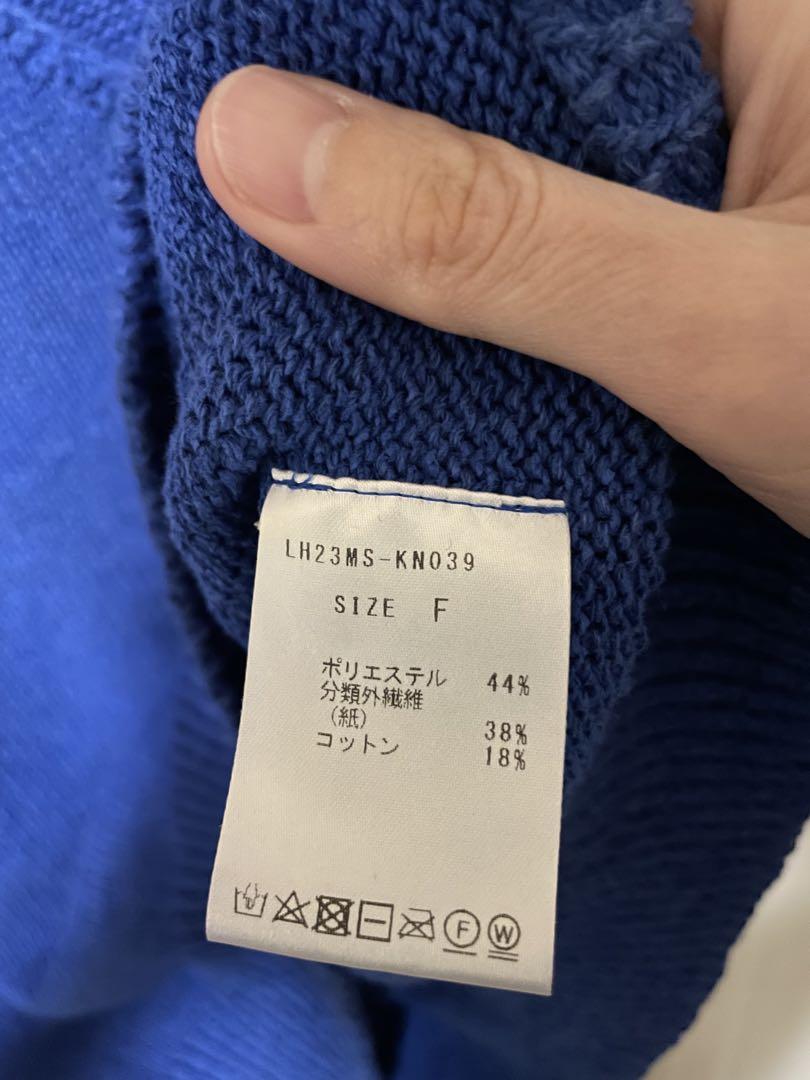 LH23MS-KN039
SIZE F
ポリエステル 44%
分類外繊維
(紙) 38%
コットン 18%
F W